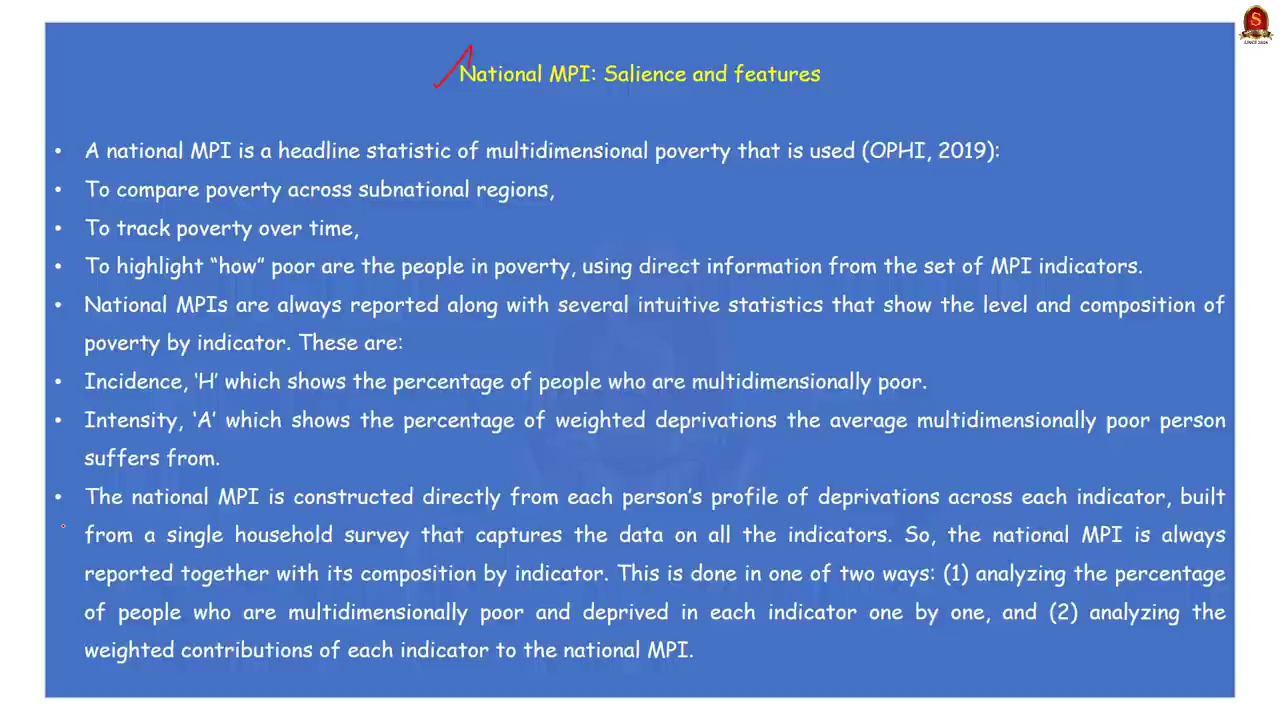 S
SINCE 2004
National MPI: Salience and features
• A national MPI is a headline statistic of multidimensional poverty that is used (OPHI, 2019):
• To compare poverty across subnational regions,
• To track poverty over time,
• To highlight “how” poor are the people in poverty, using direct information from the set of MPI indicators.
• National MPIs are always reported along with several intuitive statistics that show the level and composition of
poverty by indicator. These are:
• Incidence, ‘H’ which shows the percentage of people who are multidimensionally poor.
• Intensity, ‘A’ which shows the percentage of weighted deprivations the average multidimensionally poor person
suffers from.
• The national MPI is constructed directly from each person’s profile of deprivations across each indicator, built
from a single household survey that captures the data on all the indicators. So, the national MPI is always
reported together with its composition by indicator. This is done in one of two ways: (1) analyzing the percentage
of people who are multidimensionally poor and deprived in each indicator one by one, and (2) analyzing the
weighted contributions of each indicator to the national MPI.